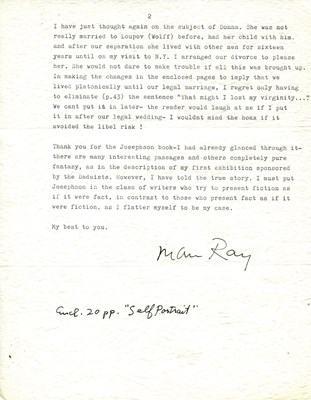 2
I have just thought again on the subject of Donna. She was not
really married to Loupov (Wolff) before, had her child with him.
and after our separation she lived with other men for sixteen
years until on my visit to N.Y. I arranged our divorce to please
her. She would not dare to make trouble if all this was brought up.
In making the changes in the enclosed pages to imply that we
lived platonically until our legal marriage, I regret only having
to eliminate (p.43) the sentence "That night I lost my virginity...."
We cant put it in later- the reader would laugh at me if I put
it in after our legal wedding- I wouldnt mind the hoax if it
avoided the libel risk !
Thank you for the Josephson book-I had already glanced through it-
there are many interesting passages and others completely pure
fantasy, as in the description of my first exhibition sponsored
by the Dadaists. However, I have told the true story. I must put
Josephson in the class of writers who try to present fiction as
if it were fact, in contrast to those who present fact as if it
were fiction, as I flatter myself to be my case.
My best to you.
Man Ray
Encl. 20 pp. "Self Portrait"